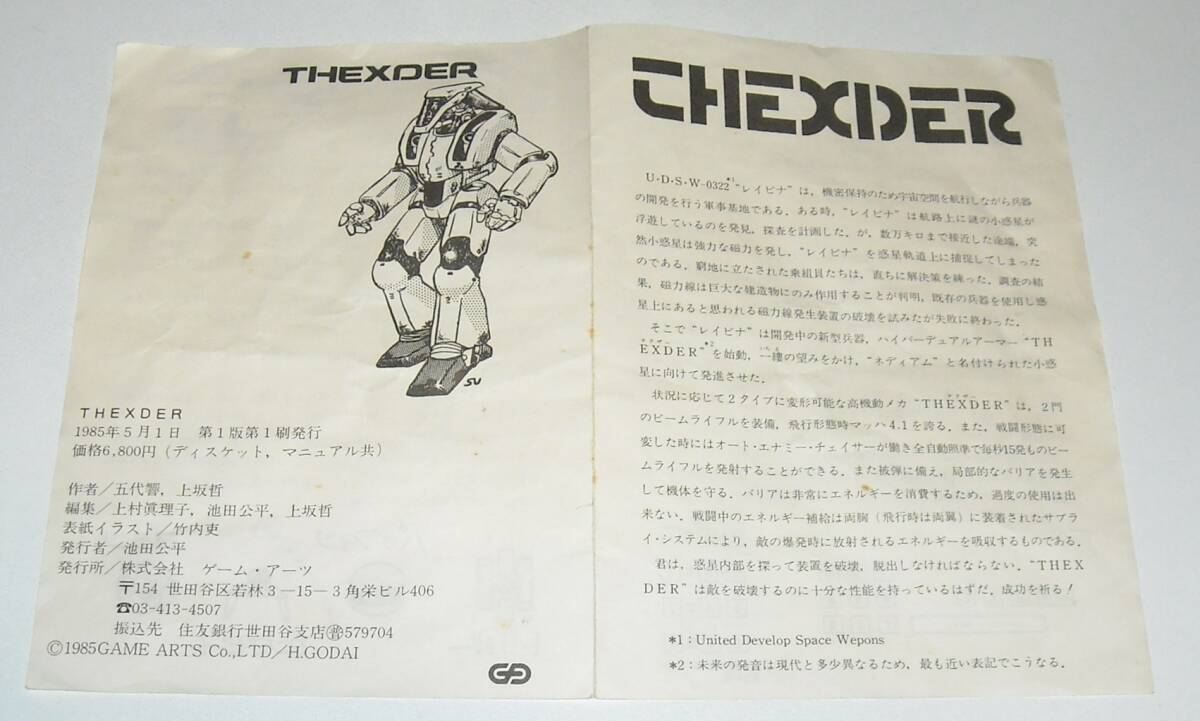 THEXDER
SU
THEXDER
1985年5月1日　第1版第1刷発行
価格6,800円（ディスケット，マニュアル共）
作者／五代響，上坂哲
編集／上村眞理子，池田公平，上坂哲
表紙イラスト／竹内吏
発行者／池田公平
発行所／株式会社　ゲーム・アーツ
〒154 世田谷区若林3－15－3角栄ビル406
☎03-413-4507
振込先　住友銀行世田谷支店㊪579704
©1985GAME ARTS Co.,LTD／H.GODAI
THEXDER
U・D・S・W-0322*1“レイピナ”は，機密保持のため宇宙空間を航行しながら兵器
の開発を行う軍事基地である．ある時，“レイピナ”は航路上に謎の小惑星が
浮遊しているのを発見，探査を計画した．が，数万キロまで接近した途端，突
然小惑星は強力な磁力を発し，“レイピナ”を惑星軌道上に捕捉してしまった
のである．窮地に立たされた乗組員たちは，直ちに解決策を練った．調査の結
果，磁力線は巨大な建造物にのみ作用することが判明，既存の兵器を使用し惑
星上にあると思われる磁力線発生装置の破壊を試みたが失敗に終わった．
そこで“レイピナ”は開発中の新型兵器，ハイパーデュアルアーマー“TH
EXDER”*2を始動，一縷の望みをかけ，“ネディアム”と名付けられた小惑
星に向けて発進させた．
状況に応じて2タイプに変形可能な高機動メカ“THEXDER”は，2門
のビームライフルを装備，飛行形態時マッハ4.1を誇る．また，戦闘形態に可
変した時にはオート・エナミー・チェイサーが働き全自動照準で毎秒15発ものビー
ムライフルを発射することができる．また被弾に備え，局部的なバリアを発生
して機体を守る．バリアは非常にエネルギーを消費するため，過度の使用は出
来ない．戦闘中のエネルギー補給は両胸（飛行時は両翼）に装着されたサプラ
イ・システムにより，敵の爆発時に放射されるエネルギーを吸収するものである．
君は，惑星内部を探って装置を破壊，脱出しなければならない．“THEX
DER”は敵を破壊するのに十分な性能を持っているはずだ．成功を祈る！
*1：United Develop Space Wepons
*2：未来の発音は現代と多少異なるため，最も近い表記でこうなる．